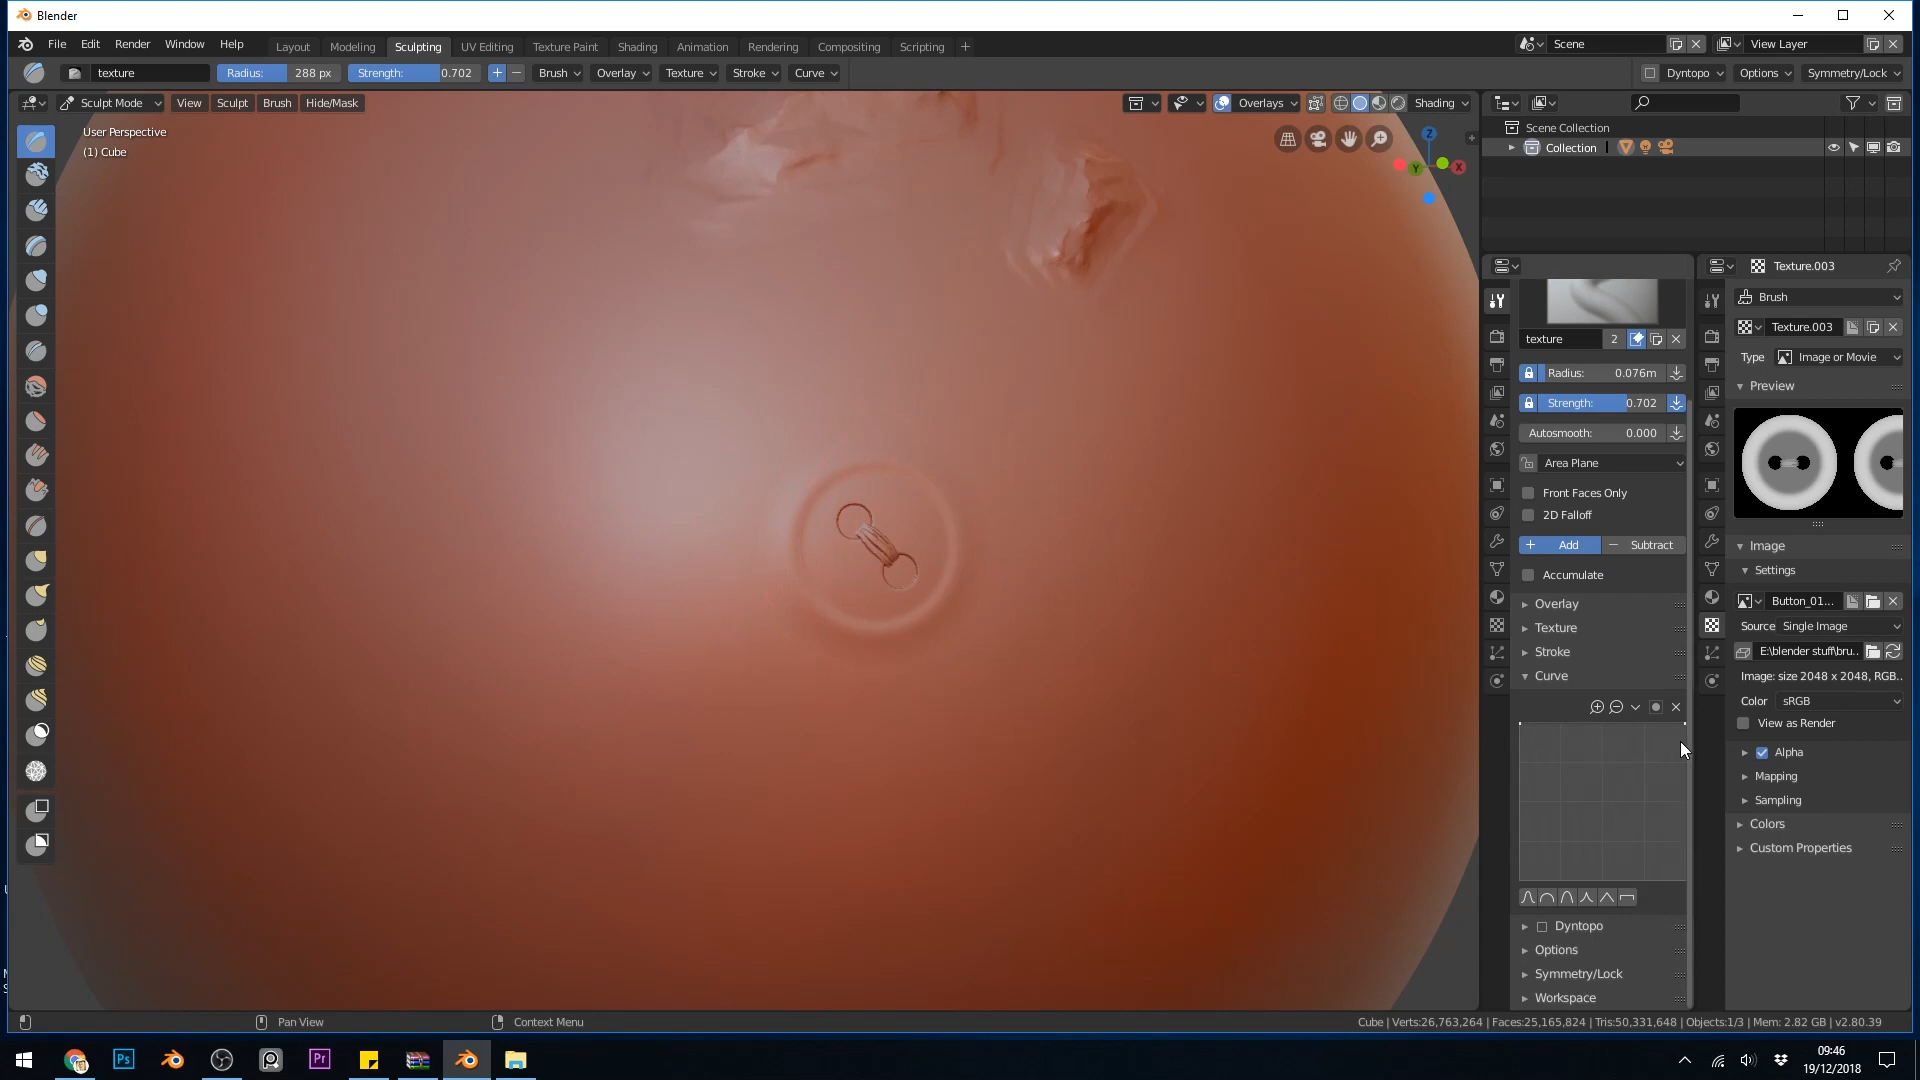 Blender
File Edit Render Window Help
Layout Modeling Sculpting UV Editing Texture Paint Shading Animation Rendering Compositing Scripting +
Scene
View Layer
texture Radius: 288 px Strength: 0.702 Brush Overlay Texture Stroke Curve
Dyntopo Options Symmetry/Lock
Sculpt Mode View Sculpt Brush Hide/Mask
Overlays Shading
User Perspective
(1) Cube
Z
X
Y
Scene Collection
Collection
Texture.003
Brush
Texture.003
Type Image or Movie
Preview
Image
Settings
Button_01...
Source Single Image
E:\blender stuff\bru..
Image: size 2048 x 2048, RGB..
Color sRGB
View as Render
Alpha
Mapping
Sampling
Colors
Custom Properties
texture 2
Radius: 0.076m
Strength: 0.702
Autosmooth: 0.000
Area Plane
Front Faces Only
2D Falloff
Add Subtract
Accumulate
Overlay
Texture
Stroke
Curve
Dyntopo
Options
Symmetry/Lock
Workspace
Pan View Context Menu
Cube | Verts:26,763,264 | Faces:25,165,824 | Tris:50,331,648 | Objects:1/3 | Mem: 2.82 GB | v2.80.39
Ps Pr
09:46
19/12/2018